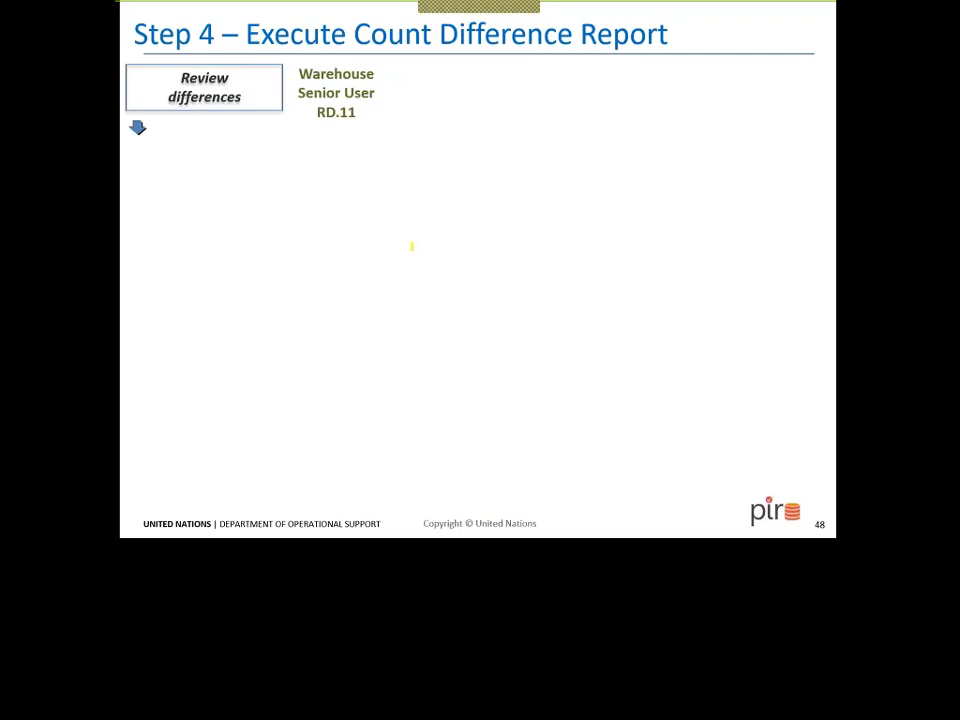 Step 4 – Execute Count Difference Report
Review
differences
Warehouse
Senior User
RD.11
UNITED NATIONS | DEPARTMENT OF OPERATIONAL SUPPORT
Copyright © United Nations
pir
48